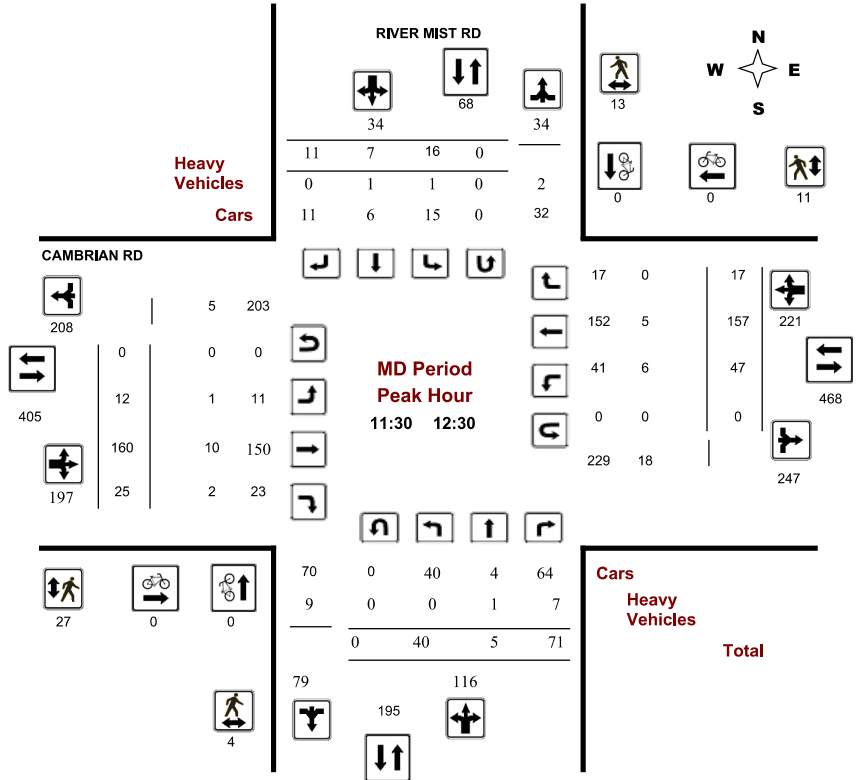 RIVER MIST RD
N
W E
S
68
13
34 34
11 7 16 0
Heavy
Vehicles
0 1 1 0 2
Cars
11 6 15 0 32
0 0 11
CAMBRIAN RD
208
5 203
17 0 17
221
152 5 157
0 0 0
405
12 1 11
MD Period
Peak Hour
11:30 12:30
41 6 47
468
160 10 150
0 0 0
197
25 2 23
229 18
247
70 0 40 4 64
Cars
9 0 0 1 7
Heavy
Vehicles
27 0 0
0 40 5 71
Total
79 116
195
4